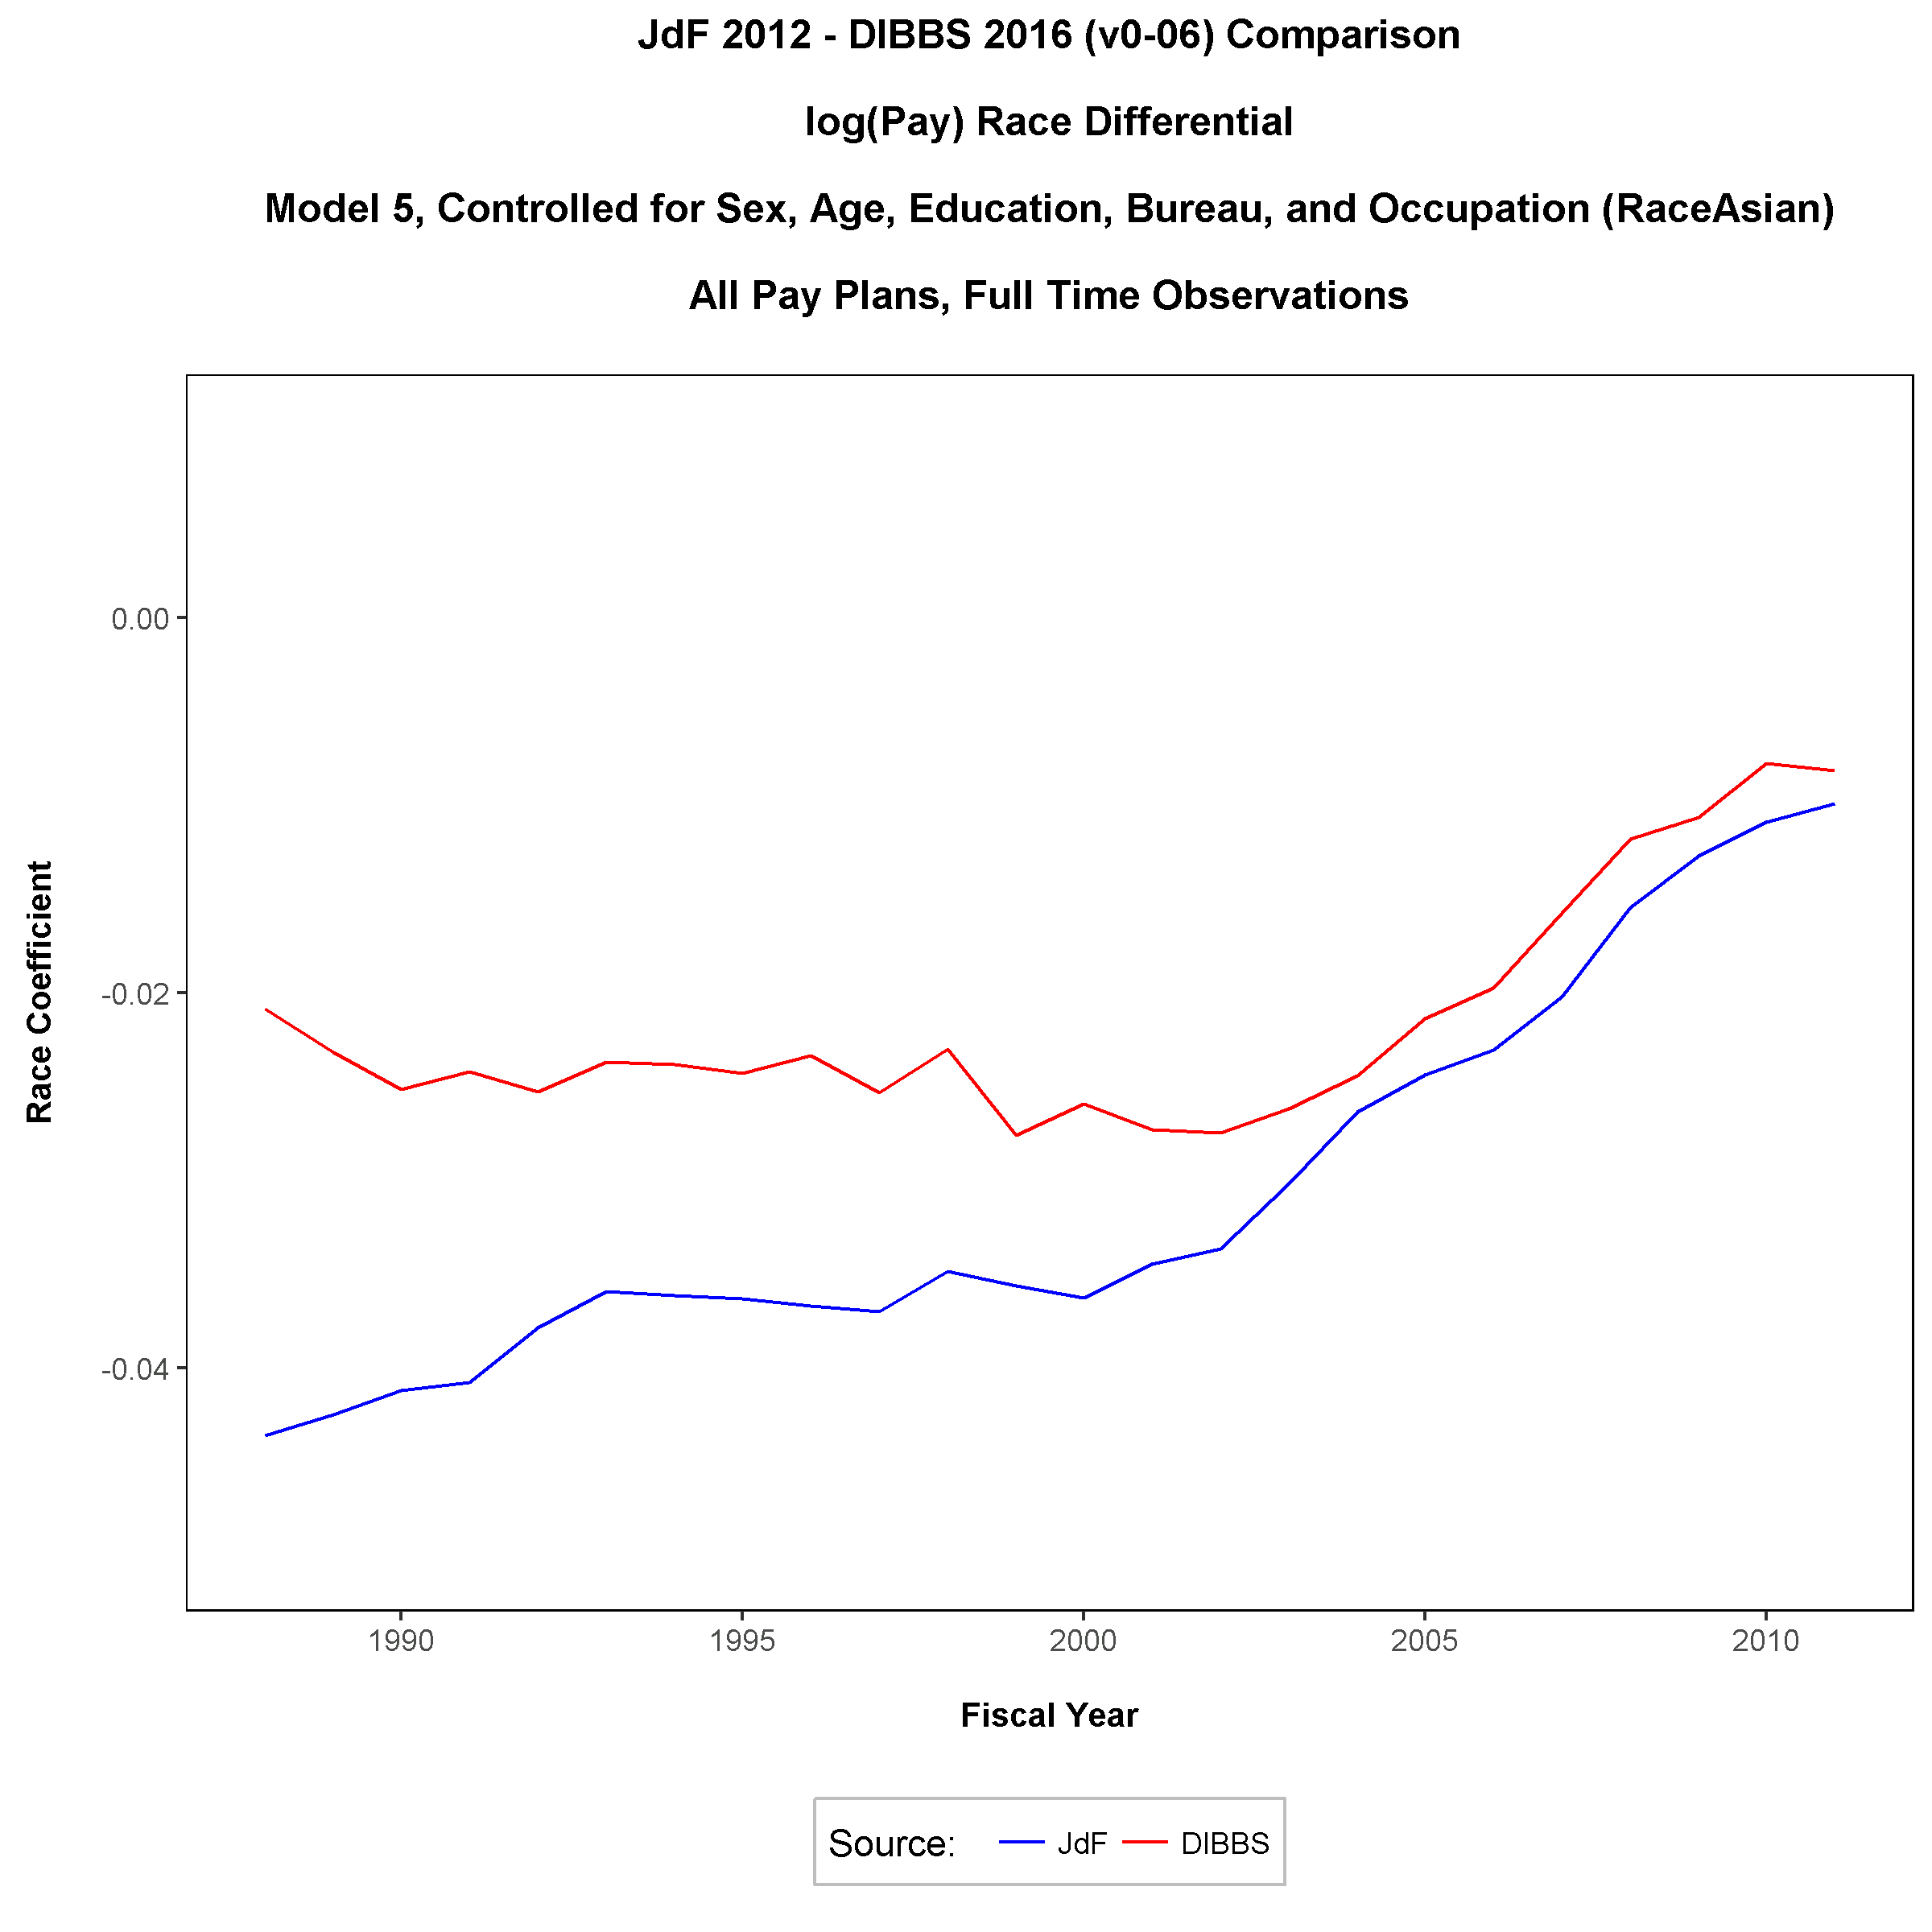 JdF 2012 - DIBBS 2016 (v0-06) Comparison
log(Pay) Race Differential
Model 5, Controlled for Sex, Age, Education, Bureau, and Occupation (RaceAsian)
All Pay Plans, Full Time Observations
0.00
-0.02
-0.04
Race Coefficient
1990 1995 2000 2005 2010
Fiscal Year
Source: JdF DIBBS